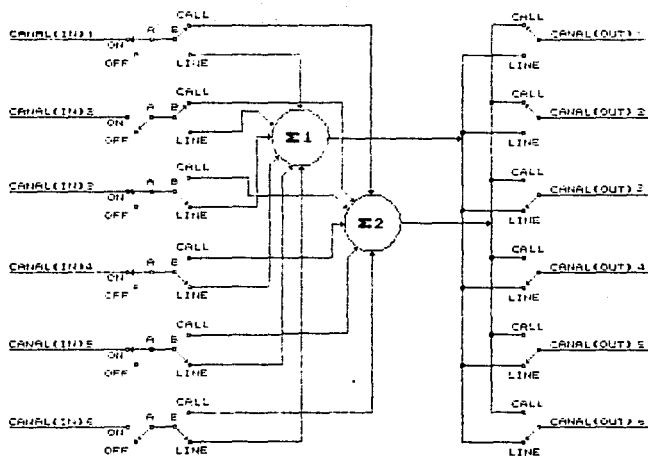 CALL CALL
CANAL(IN)1 A B CANAL(OUT)1
ON
OFF LINE LINE
CALL CALL
CANAL(IN)2 A B CANAL(OUT)2
ON
OFF LINE Σ1 LINE
CALL CALL
CANAL(IN)3 A B CANAL(OUT)3
ON
OFF LINE Σ2 LINE
CALL CALL
CANAL(IN)4 A B CANAL(OUT)4
ON
OFF LINE LINE
CALL CALL
CANAL(IN)5 A B CANAL(OUT)5
ON
OFF LINE LINE
CALL CALL
CANAL(IN)6 A B CANAL(OUT)6
ON
OFF LINE LINE